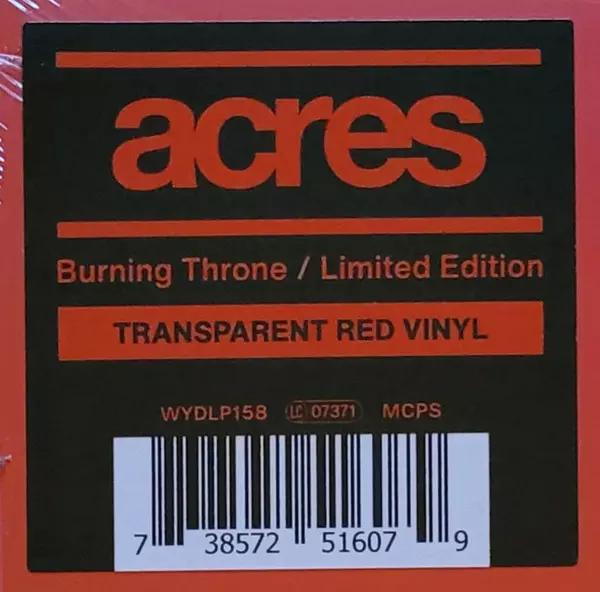 acres
Burning Throne / Limited Edition
TRANSPARENT RED VINYL
WYDLP158 LC 07371 MCPS
7 38572 51607 9